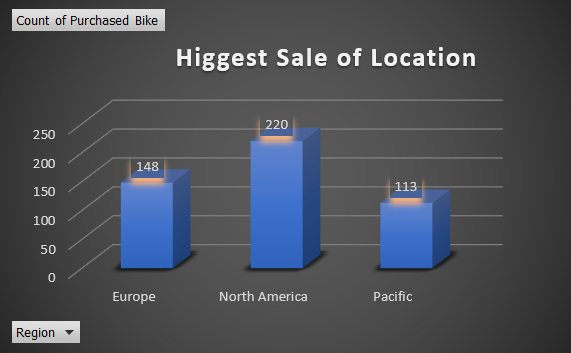 Count of Purchased Bike
Higgest Sale of Location
250
200
150
100
50
0
148
220
113
Europe
North America
Pacific
Region